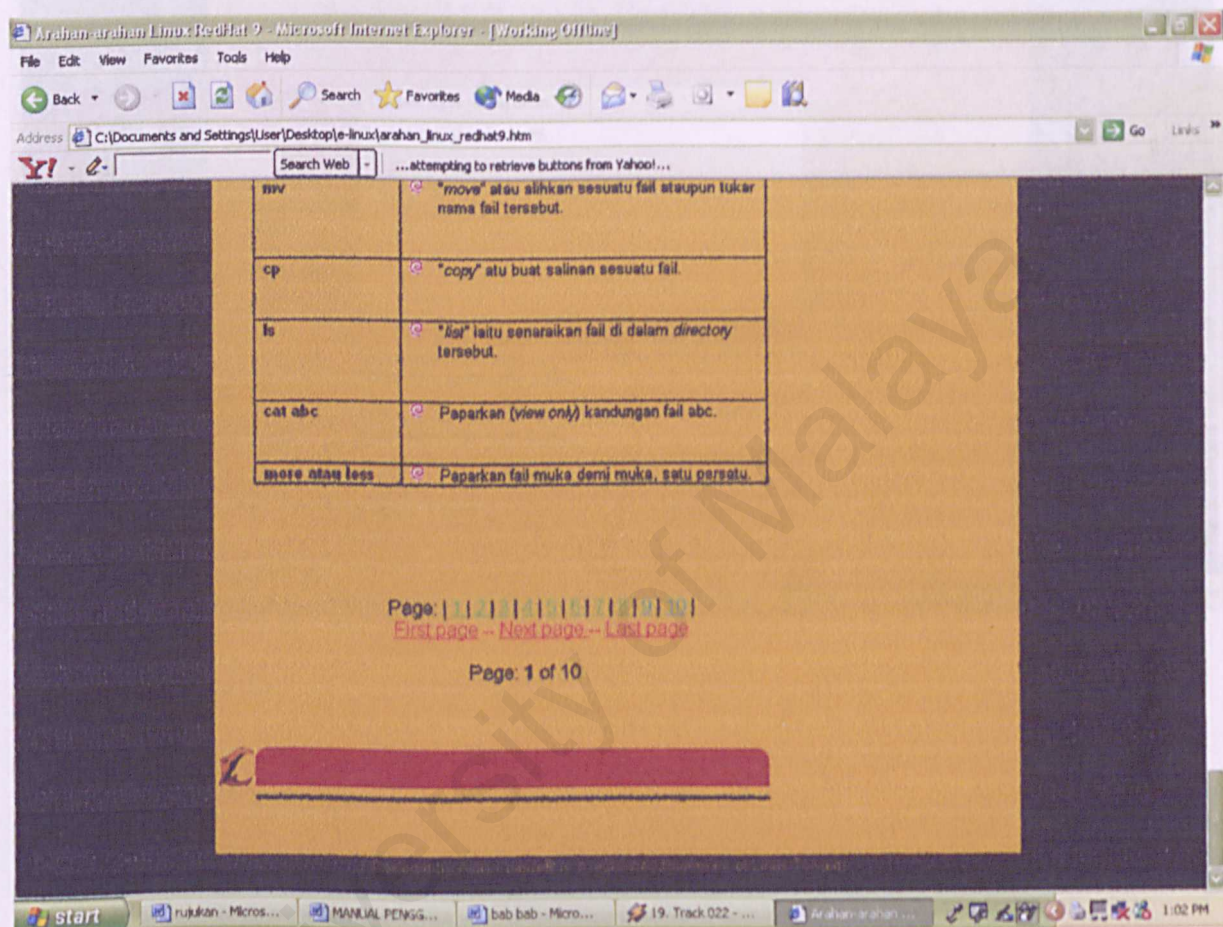 Arahan-arahan Linux RedHat 9 - Microsoft Internet Explorer - [Working Offline]
File Edit View Favorites Tools Help
Back Search Favorites Media
Address C:\Documents and Settings\User\Desktop\e-linux\arahan_linux_redhat9.htm Go Links »
Y! Search Web ...attempting to retrieve buttons from Yahoo!...
mv "move" atau alihkan sesuatu fail ataupun tukar
nama fail tersebut.
cp "copy" atu buat salinan sesuatu fail.
ls "list" iaitu senaraikan fail di dalam directory
tersebut.
cat abc Paparkan (view only) kandungan fail abc.
more atau less Paparkan fail muka demi muka, satu persatu.
Page: | 1 | 2 | 3 | 4 | 5 | 6 | 7 | 8 | 9 | 10 |
First page -- Next page -- Last page
Page: 1 of 10
start rujukan - Micros... MANUAL PENGG... bab bab - Micro... 19. Track 022 - ... Arahan-arahan ... 1:02 PM
University of Malaya